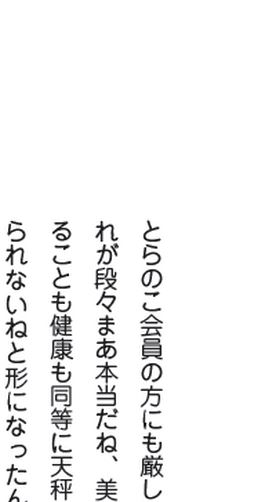 とらのこ会員の方にも厳し
れが段々まあ本当だね、美
ることも健康も同等に天秤
られないねと形になったん